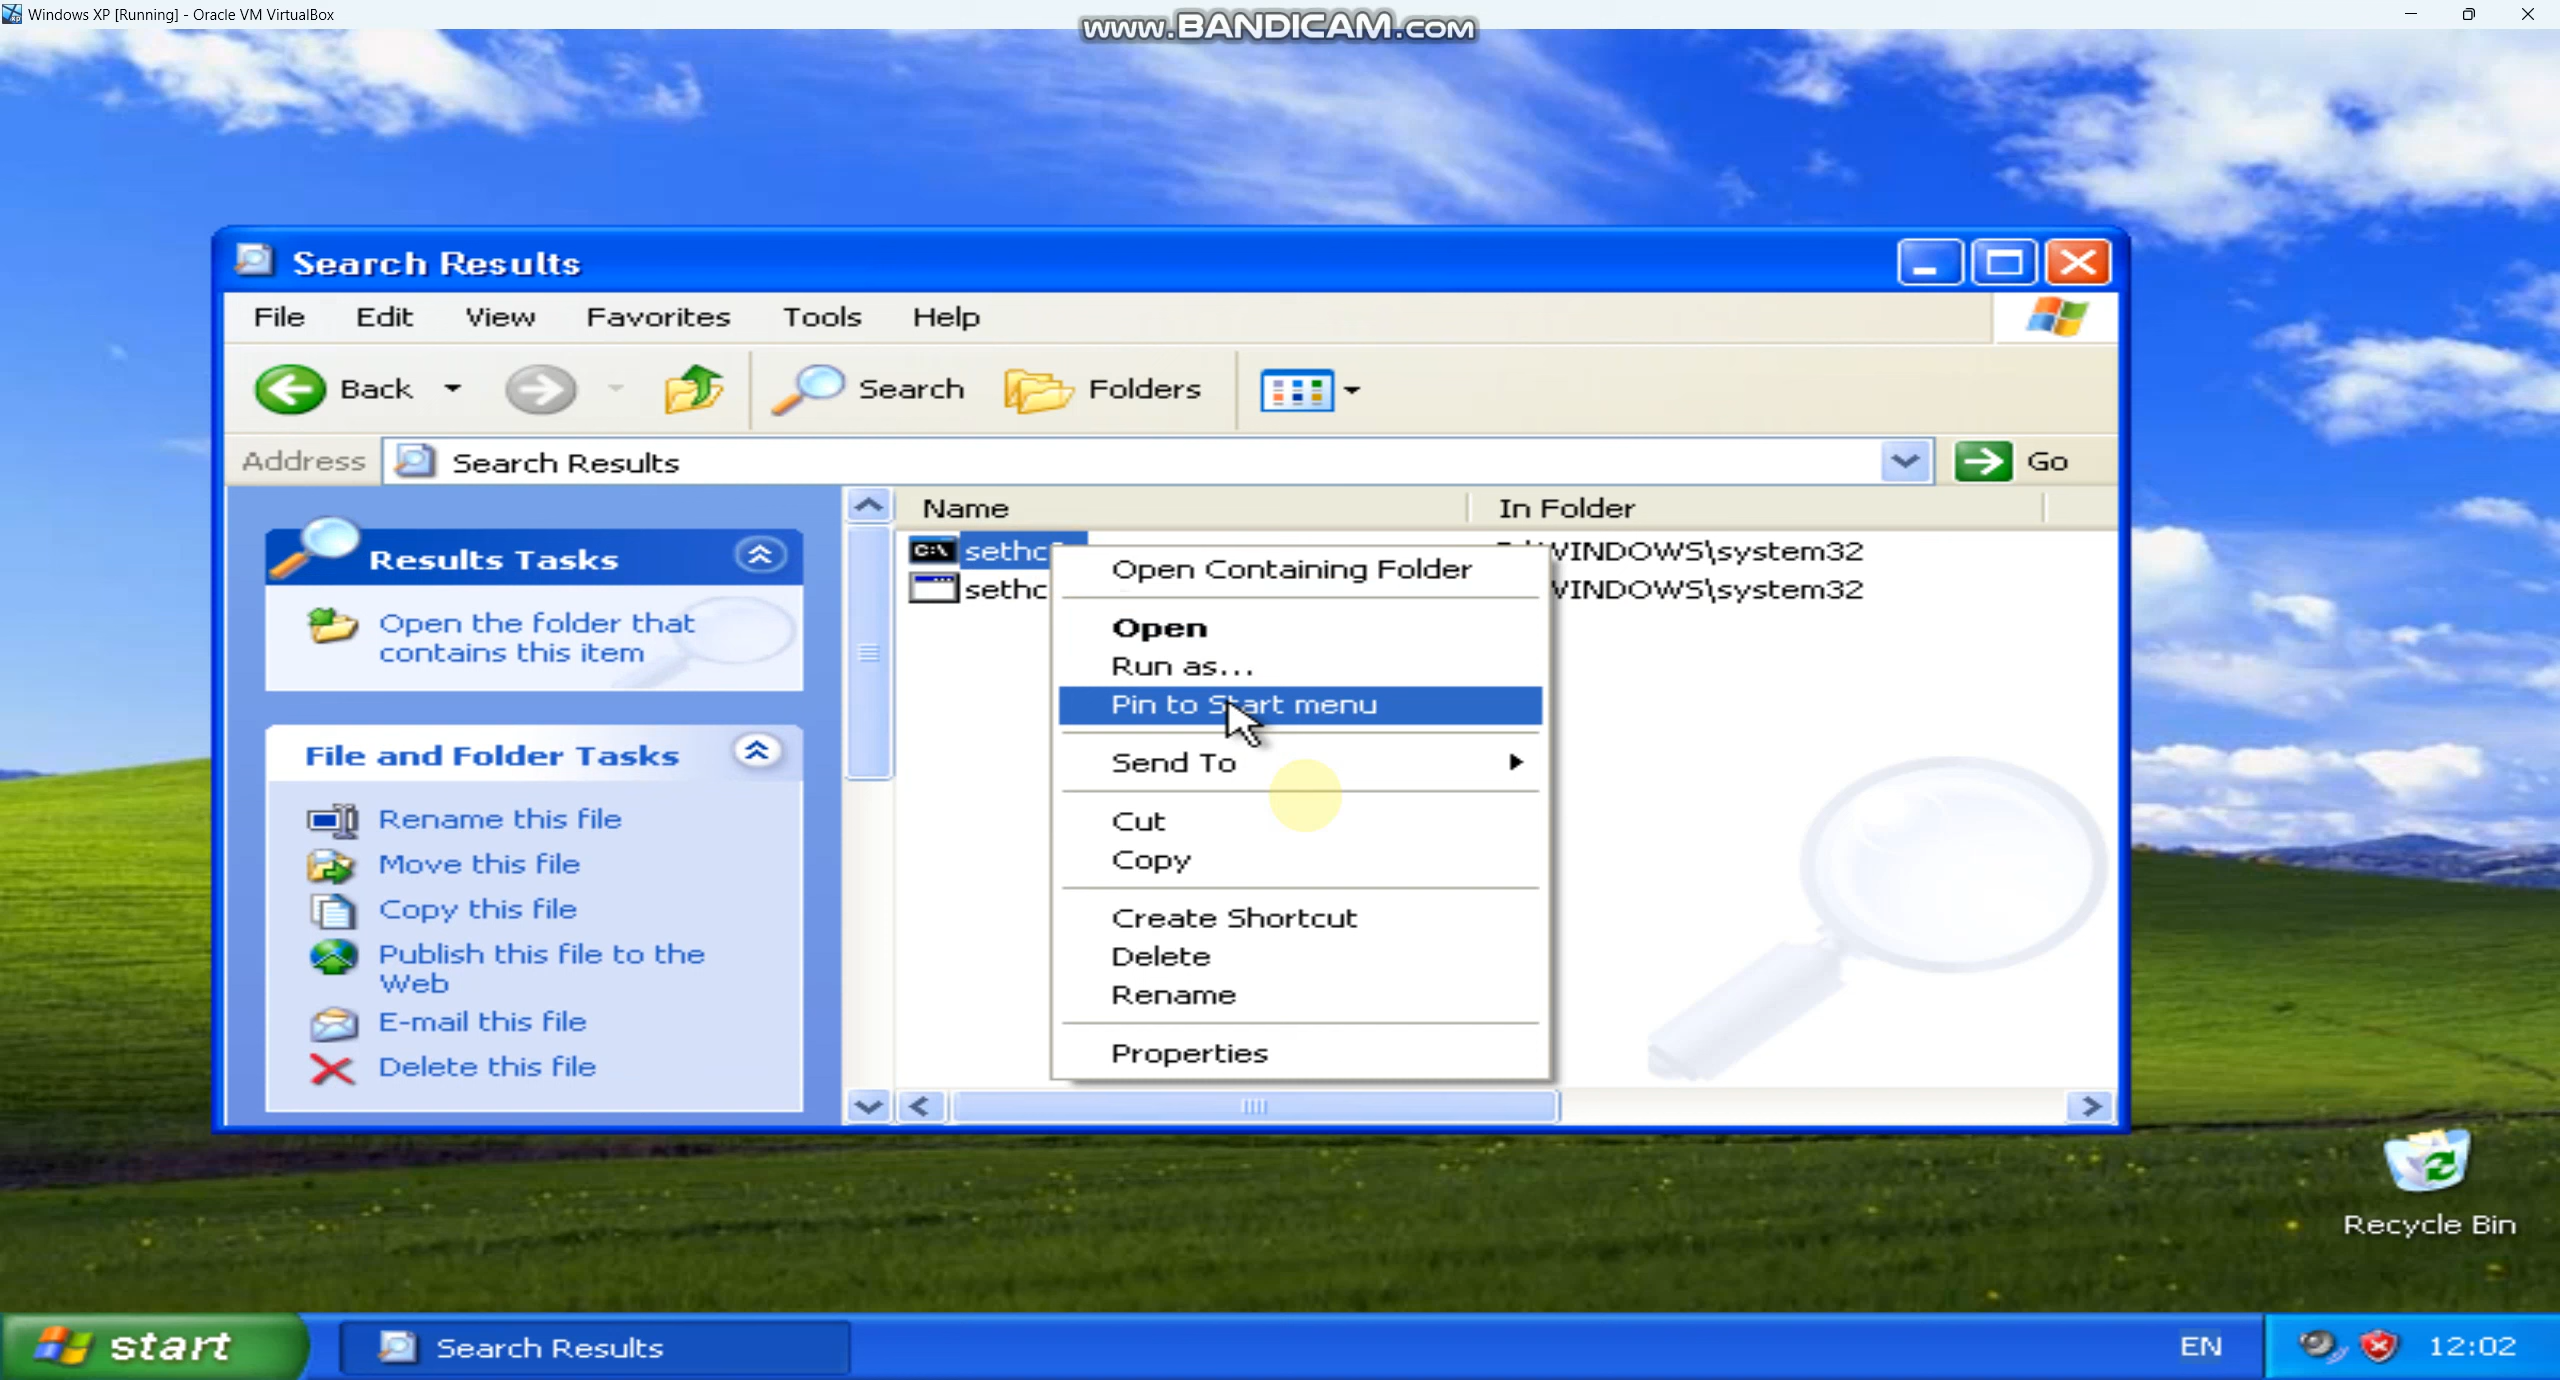 Windows XP [Running] - Oracle VM VirtualBox
www.BANDICAM.com
Search Results
File Edit View Favorites Tools Help
Back Search Folders
Address Search Results Go
Name In Folder
Results Tasks
Open the folder that
contains this item
File and Folder Tasks
Rename this file
Move this file
Copy this file
Publish this file to the
Web
E-mail this file
Delete this file
C:\ sethc WINDOWS\system32
sethc WINDOWS\system32
Open Containing Folder
Open
Run as...
Pin to Start menu
Send To
Cut
Copy
Create Shortcut
Delete
Rename
Properties
Recycle Bin
start Search Results EN 12:02